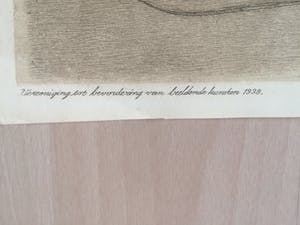 Vereeniging tot bevordering van beeldende kunsten 1938.